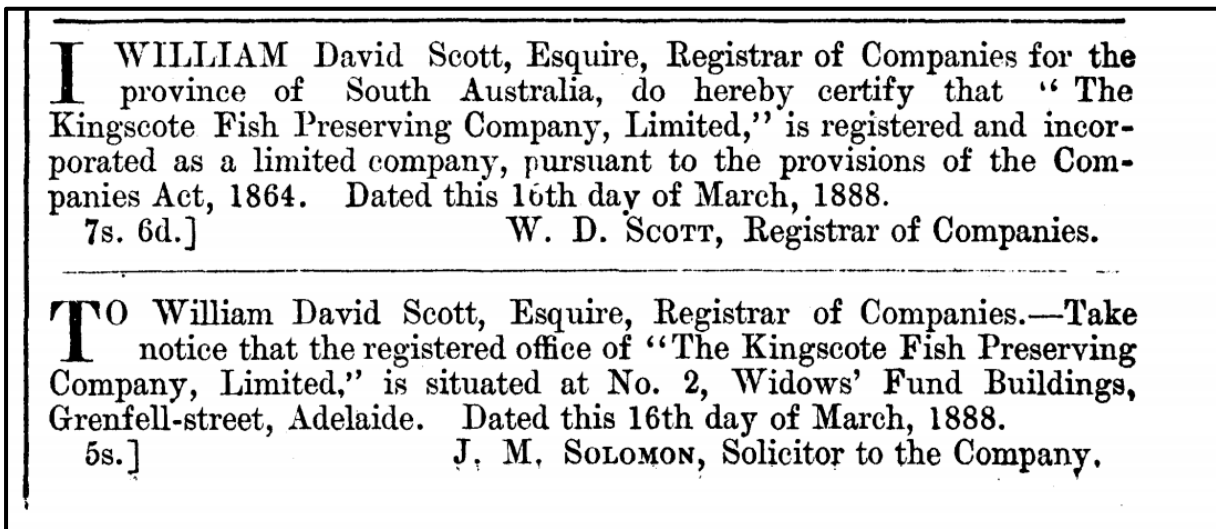 I WILLIAM David Scott, Esquire, Registrar of Companies for the
province of South Australia, do hereby certify that “ The
Kingscote Fish Preserving Company, Limited,” is registered and incor-
porated as a limited company, pursuant to the provisions of the Com-
panies Act, 1864. Dated this 16th day of March, 1888.
7s. 6d.] W. D. SCOTT, Registrar of Companies.
TO William David Scott, Esquire, Registrar of Companies.—Take
notice that the registered office of “The Kingscote Fish Preserving
Company, Limited,” is situated at No. 2, Widows’ Fund Buildings,
Grenfell-street, Adelaide. Dated this 16th day of March, 1888.
5s.] J. M. SOLOMON, Solicitor to the Company.